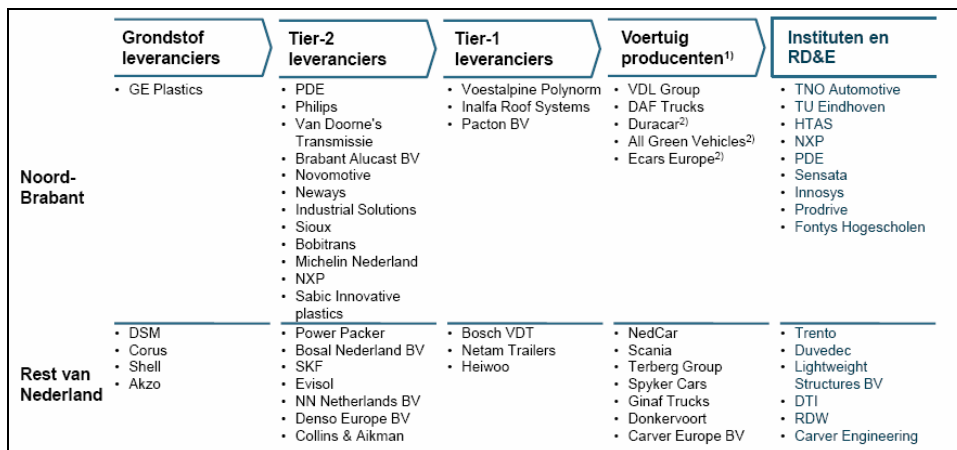 Grondstof
leveranciers
Tier-2
leveranciers
Tier-1
leveranciers
Voertuig
producenten1)
Instituten en
RD&E
Noord-
Brabant
• GE Plastics
• PDE
• Philips
• Van Doorne's
Transmissie
• Brabant Alucast BV
• Novomotive
• Neways
• Industrial Solutions
• Sioux
• Bobitrans
• Michelin Nederland
• NXP
• Sabic Innovative
plastics
• Voestalpine Polynorm
• Inalfa Roof Systems
• Pacton BV
• VDL Group
• DAF Trucks
• Duracar2)
• All Green Vehicles2)
• Ecars Europe2)
• TNO Automotive
• TU Eindhoven
• HTAS
• NXP
• PDE
• Sensata
• Innosys
• Prodrive
• Fontys Hogescholen
Rest van
Nederland
• DSM
• Corus
• Shell
• Akzo
• Power Packer
• Bosal Nederland BV
• SKF
• Evisol
• NN Netherlands BV
• Denso Europe BV
• Collins & Aikman
• Bosch VDT
• Netam Trailers
• Heiwoo
• NedCar
• Scania
• Terberg Group
• Spyker Cars
• Ginaf Trucks
• Donkervoort
• Carver Europe BV
• Trento
• Duvedec
• Lightweight
Structures BV
• DTI
• RDW
• Carver Engineering